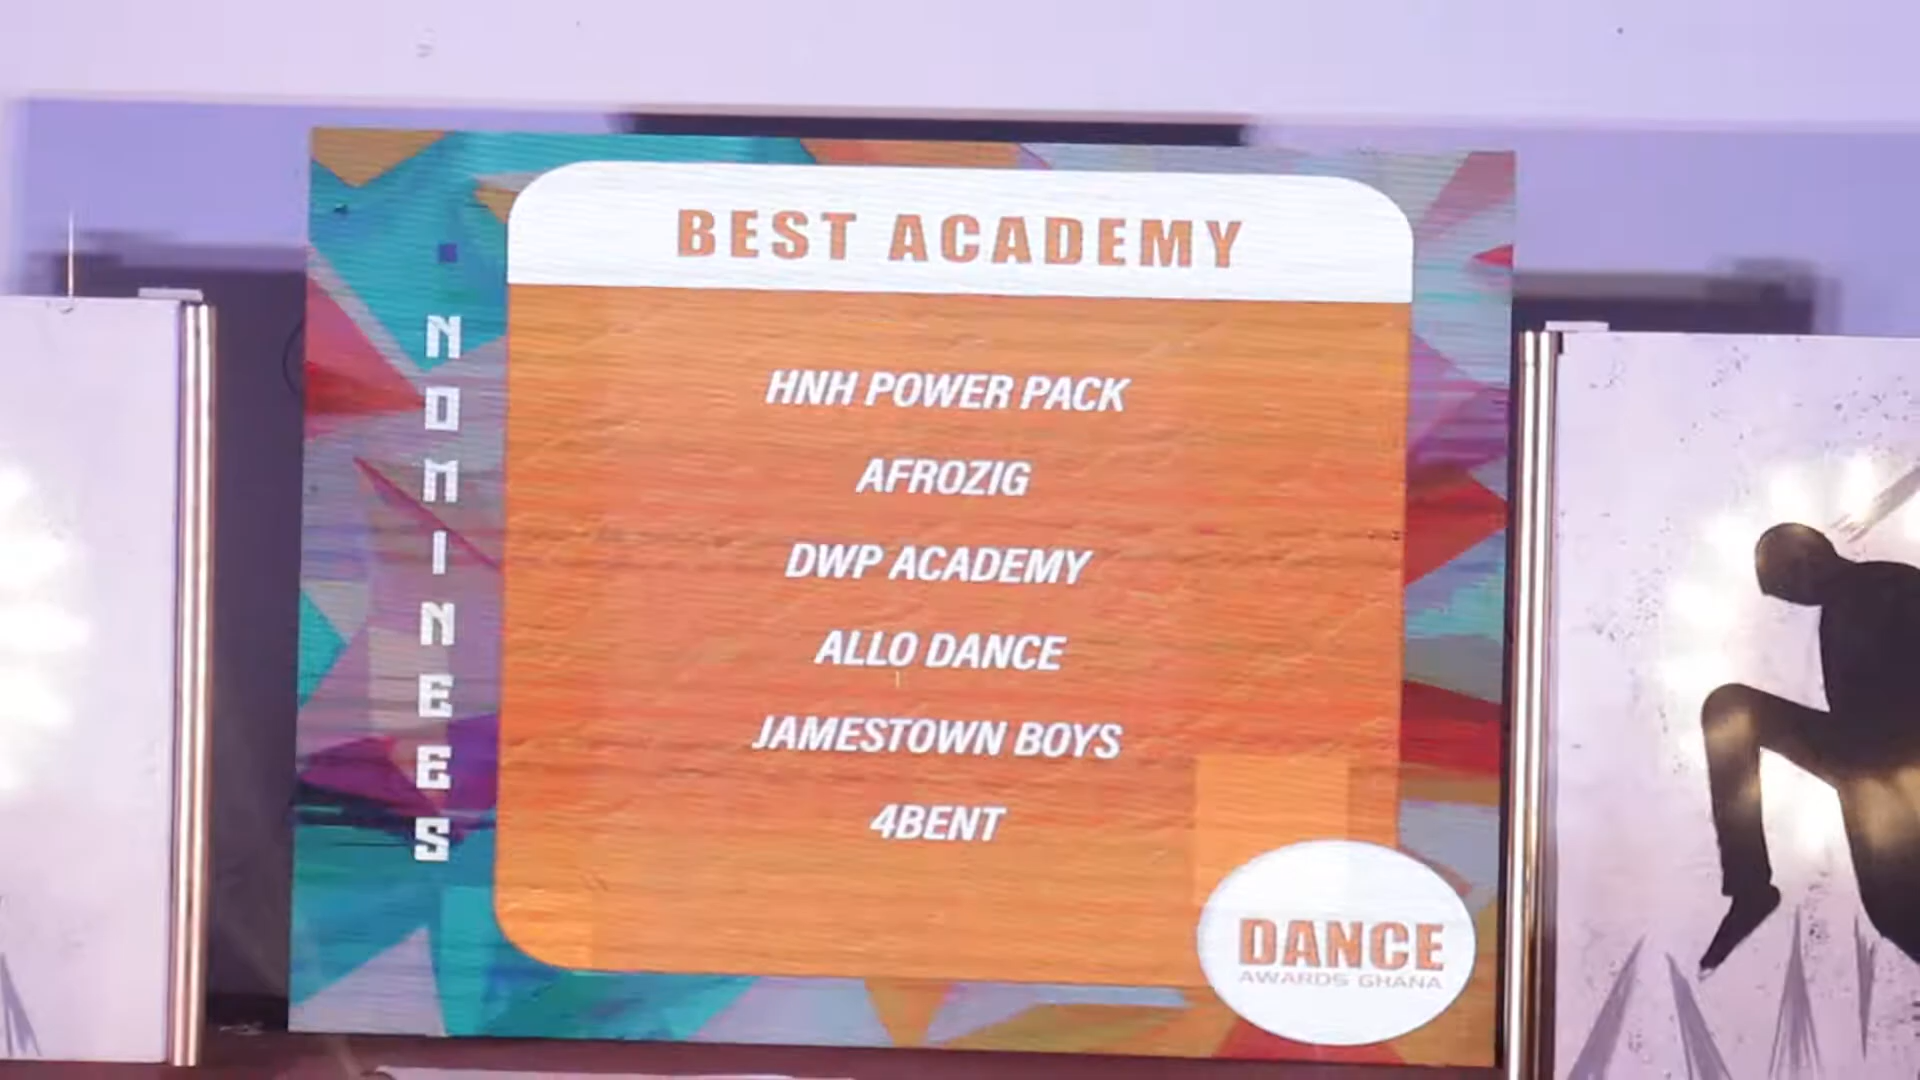 BEST ACADEMY
NOMINEES
HNH POWER PACK
AFROZIG
DWP ACADEMY
ALLO DANCE
JAMESTOWN BOYS
4BENT
DANCE
AWARDS GHANA